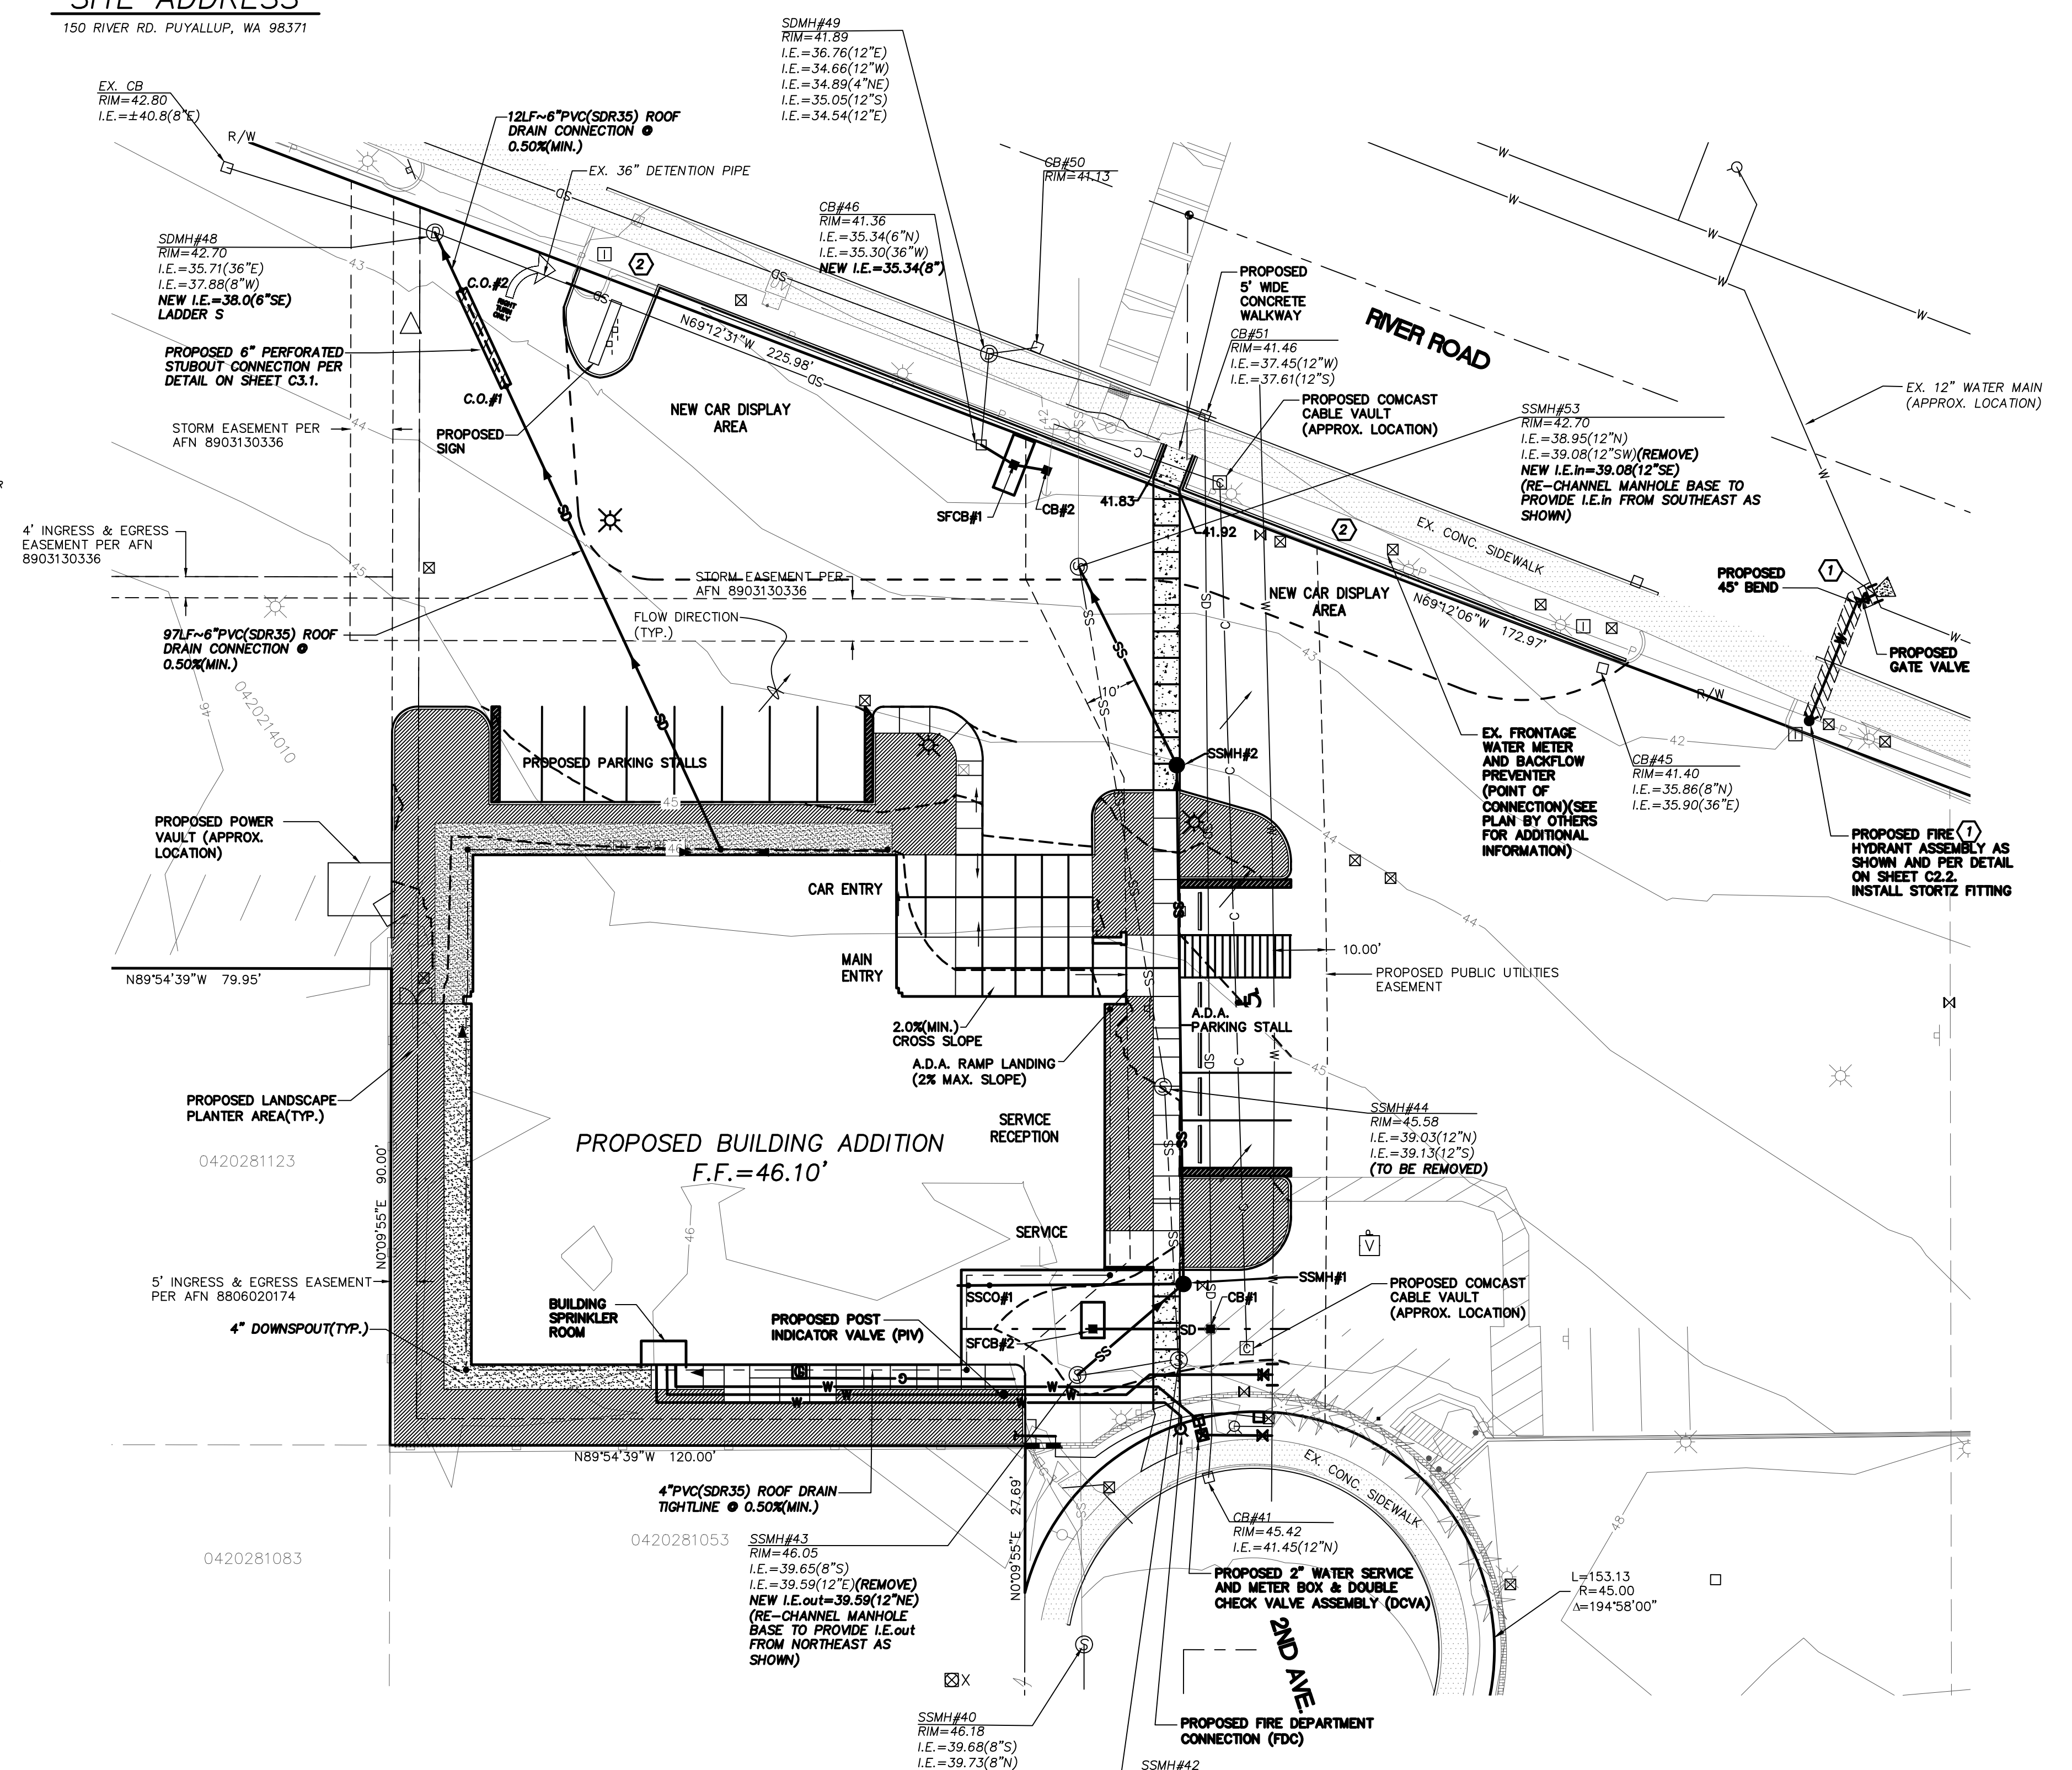 SITE ADDRESS
150 RIVER RD. PUYALLUP, WA 98371
EX. CB
RIM=42.80
I.E.=±40.8(8"E)
R/W
12LF~6"PVC(SDR35) ROOF
DRAIN CONNECTION @
0.50%(MIN.)
EX. 36" DETENTION PIPE
SDMH#49
RIM=41.89
I.E.=36.76(12"E)
I.E.=34.66(12"W)
I.E.=34.89(4"NE)
I.E.=35.05(12"S)
I.E.=34.54(12"E)
CB#50
RIM=41.13
CB#46
RIM=41.36
I.E.=35.34(6"N)
I.E.=35.30(36"W)
NEW I.E.=35.34(8")
SDMH#48
RIM=42.70
I.E.=35.71(36"E)
I.E.=37.88(8"W)
NEW I.E.=38.0(6"SE)
LADDER S
C.O.#2
RIGHT
TURN
ONLY
2
PROPOSED 6" PERFORATED
STUBOUT CONNECTION PER
DETAIL ON SHEET C3.1.
C.O.#1
STORM EASEMENT PER
AFN 8903130336
PROPOSED
SIGN
NEW CAR DISPLAY
AREA
N69°12'31"W 225.98'
PROPOSED
5' WIDE
CONCRETE
WALKWAY
CB#51
RIM=41.46
I.E.=37.45(12"W)
I.E.=37.61(12"S)
PROPOSED COMCAST
CABLE VAULT
(APPROX. LOCATION)
RIVER ROAD
EX. 12" WATER MAIN
(APPROX. LOCATION)
SSMH#53
RIM=42.70
I.E.=38.95(12"N)
I.E.=39.08(12"SW)(REMOVE)
NEW I.E.in=39.08(12"SE)
(RE-CHANNEL MANHOLE BASE TO
PROVIDE I.E.in FROM SOUTHEAST AS
SHOWN)
41.83
41.92
SFCB#1
CB#2
2
EX. CONC. SIDEWALK
4' INGRESS & EGRESS
EASEMENT PER AFN
8903130336
STORM EASEMENT PER
AFN 8903130336
FLOW DIRECTION
(TYP.)
NEW CAR DISPLAY
AREA
N69°12'06"W 172.97'
PROPOSED
45° BEND
1
PROPOSED
GATE VALVE
97LF~6"PVC(SDR35) ROOF
DRAIN CONNECTION @
0.50%(MIN.)
0420214010
10'
R/W
SSMH#2
PROPOSED PARKING STALLS
EX. FRONTAGE
WATER METER
AND BACKFLOW
PREVENTER
(POINT OF
CONNECTION)(SEE
PLAN BY OTHERS
FOR ADDITIONAL
INFORMATION)
CB#45
RIM=41.40
I.E.=35.86(8"N)
I.E.=35.90(36"E)
PROPOSED FIRE
1
HYDRANT ASSEMBLY AS
SHOWN AND PER DETAIL
ON SHEET C2.2.
INSTALL STORTZ FITTING
PROPOSED POWER
VAULT (APPROX.
LOCATION)
CAR ENTRY
MAIN
ENTRY
10.00'
PROPOSED PUBLIC UTILITIES
EASEMENT
N89°54'39"W 79.95'
2.0%(MIN.)
CROSS SLOPE
5
A.D.A.
PARKING STALL
A.D.A. RAMP LANDING
(2% MAX. SLOPE)
PROPOSED LANDSCAPE
PLANTER AREA(TYP.)
SERVICE
RECEPTION
SSMH#44
RIM=45.58
I.E.=39.03(12"N)
I.E.=39.13(12"S)
(TO BE REMOVED)
PROPOSED BUILDING ADDITION
F.F.=46.10'
0420281123
N0°09'55"E 90.00'
SERVICE
5' INGRESS & EGRESS EASEMENT
PER AFN 8806020174
SSCO#1
SSMH#1
CB#1
PROPOSED COMCAST
CABLE VAULT
(APPROX. LOCATION)
BUILDING
SPRINKLER
ROOM
PROPOSED POST
INDICATOR VALVE (PIV)
SFCB#2
4" DOWNSPOUT(TYP.)
N89°54'39"W 120.00'
EX. CONC. SIDEWALK
4"PVC(SDR35) ROOF DRAIN
TIGHTLINE @ 0.50%(MIN.)
N0°09'55"E 27.69'
0420281083
0420281053
SSMH#43
RIM=46.05
I.E.=39.65(8"S)
I.E.=39.59(12"E)(REMOVE)
NEW I.E.out=39.59(12"NE)
(RE-CHANNEL MANHOLE
BASE TO PROVIDE I.E.out
FROM NORTHEAST AS
SHOWN)
CB#41
RIM=45.42
I.E.=41.45(12"N)
PROPOSED 2" WATER SERVICE
AND METER BOX & DOUBLE
CHECK VALVE ASSEMBLY (DCVA)
L=153.13
R=45.00
Δ=194°58'00"
48
2ND AVE.
X
SSMH#40
RIM=46.18
I.E.=39.68(8"S)
I.E.=39.73(8"N)
PROPOSED FIRE DEPARTMENT
CONNECTION (FDC)
SSMH#42